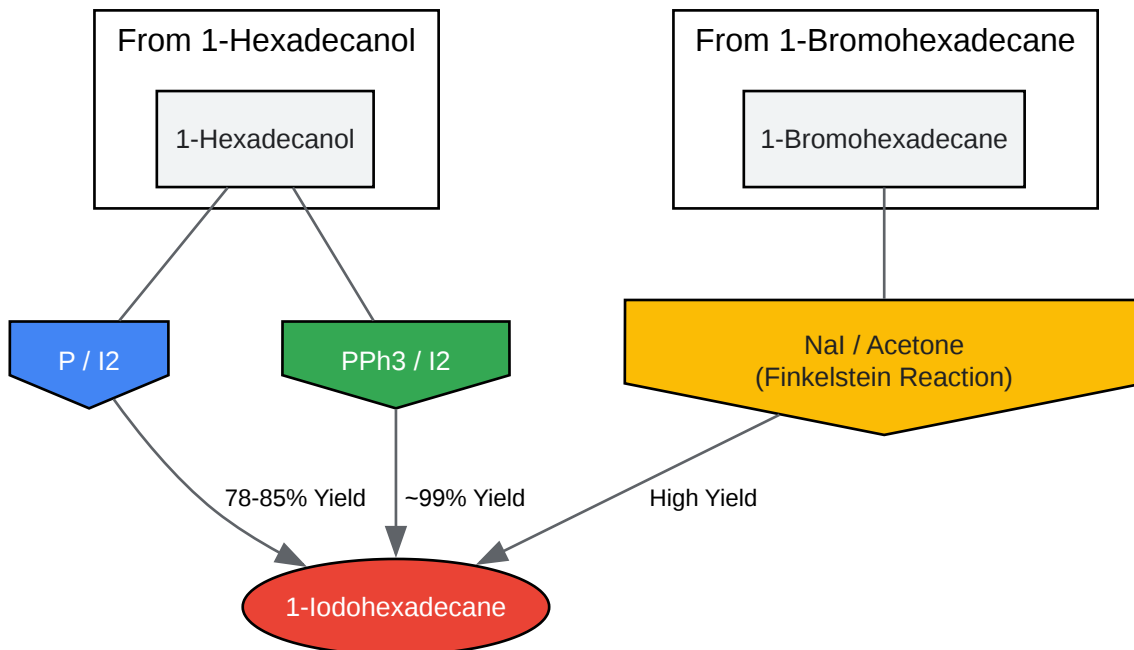 From 1-Hexadecanol
From 1-Bromohexadecane
1-Hexadecanol
1-Bromohexadecane
P / I2
PPh3 / I2
NaI / Acetone
(Finkelstein Reaction)
78-85% Yield
~99% Yield
High Yield
1-Iodohexadecane